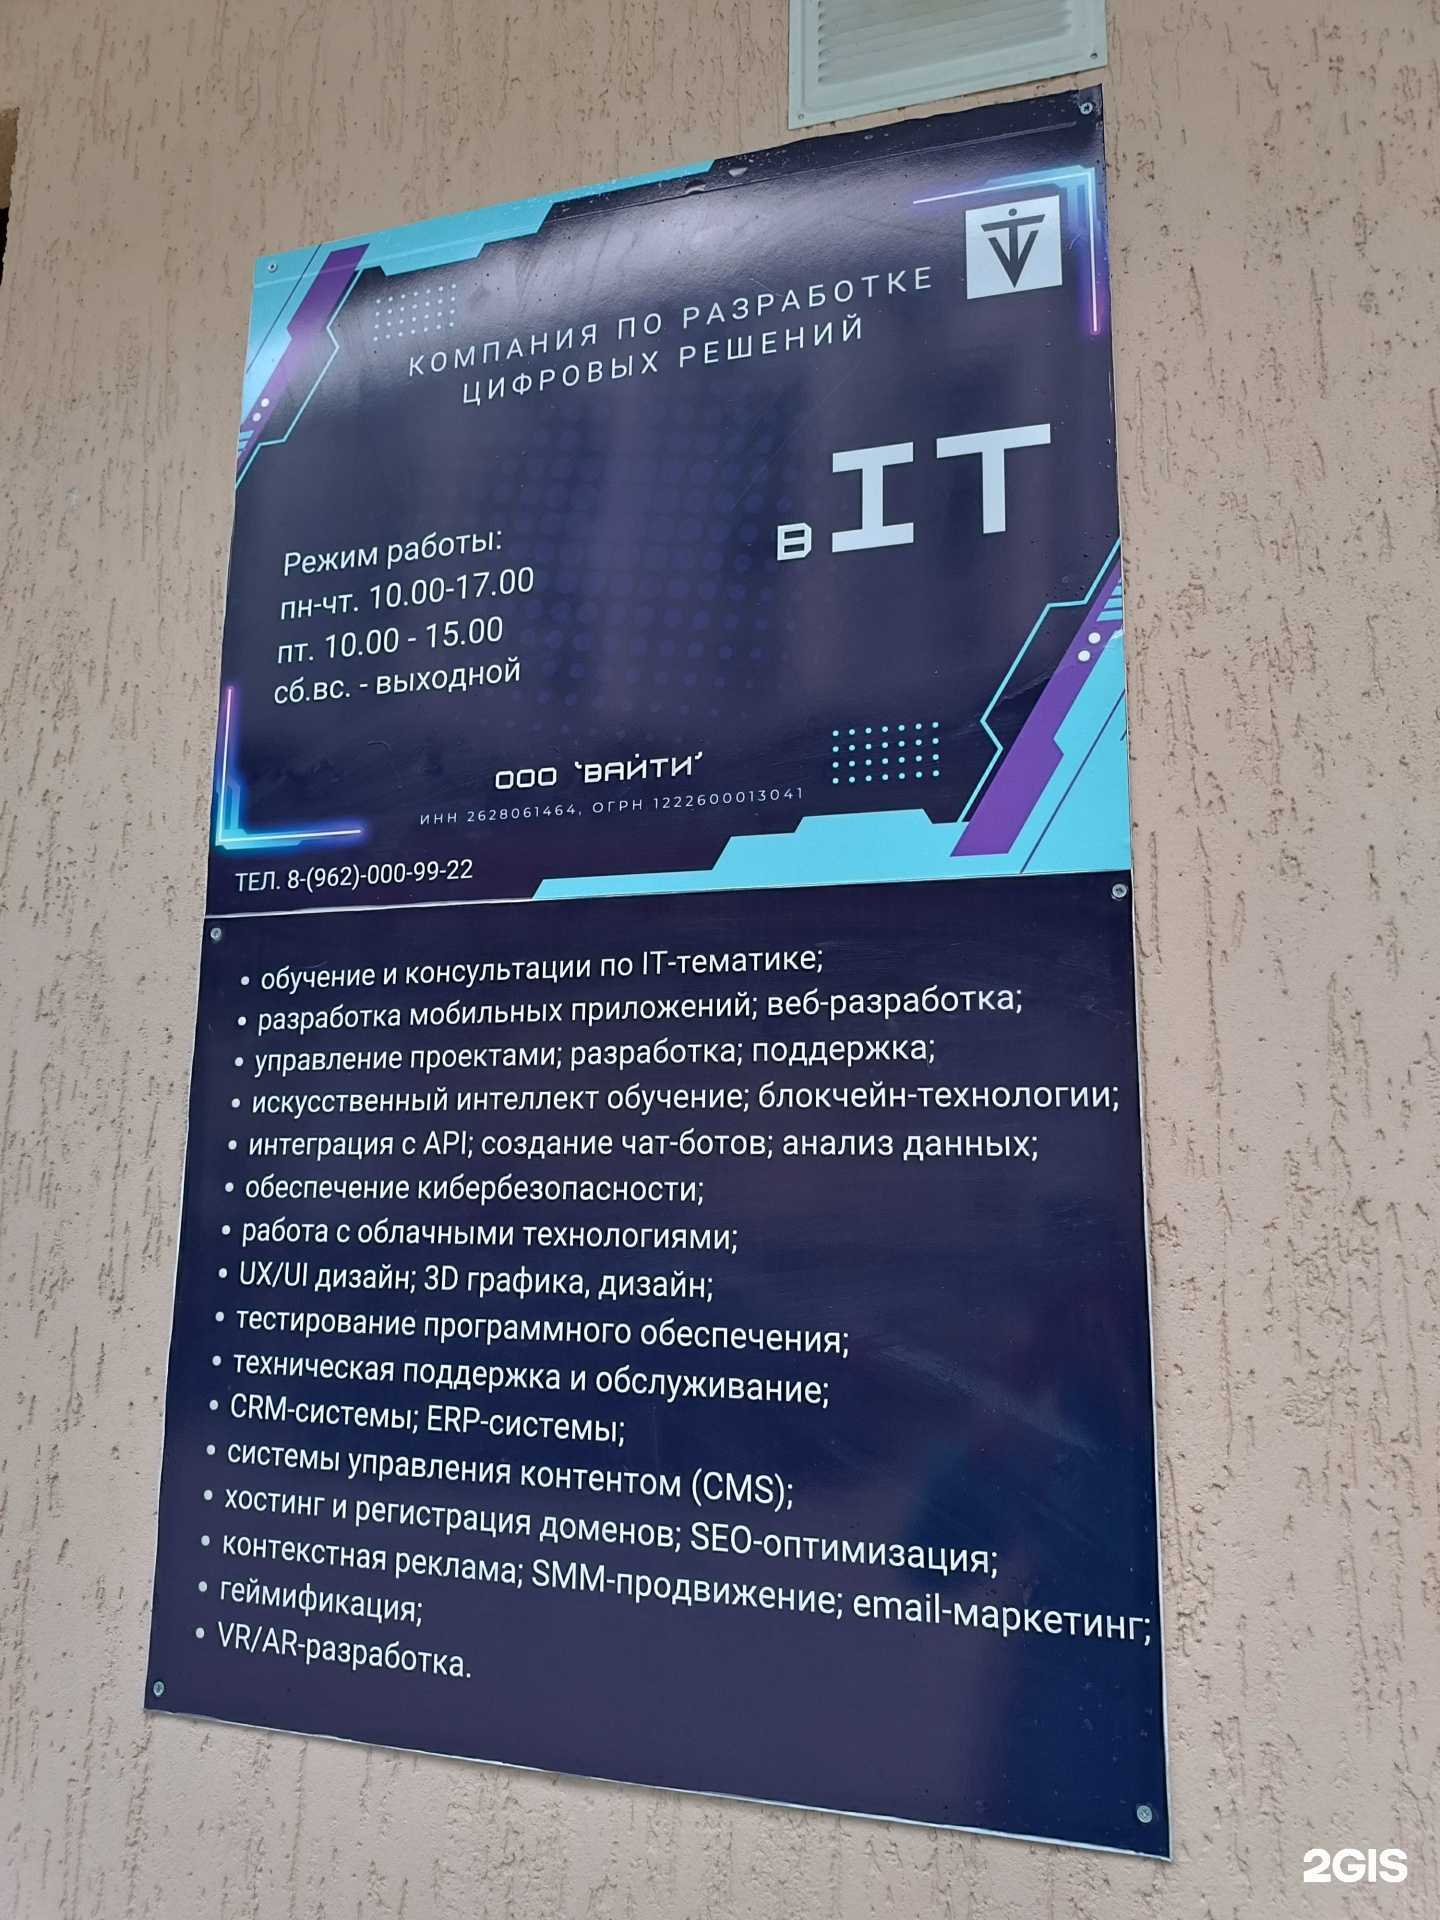 КОМПАНИЯ ПО РАЗРАБОТКЕ
ЦИФРОВЫХ РЕШЕНИЙ
вIT
Режим работы:
пн-чт. 10.00-17.00
пт. 10.00 - 15.00
сб.вс. - выходной
ООО "ВАЙТИ"
ИНН 2628061464, ОГРН 1222600013041
ТЕЛ. 8-(962)-000-99-22
• обучение и консультации по IT-тематике;
• разработка мобильных приложений; веб-разработка;
• управление проектами; разработка; поддержка;
• искусственный интеллект обучение; блокчейн-технологии;
• интеграция с API; создание чат-ботов; анализ данных;
• обеспечение кибербезопасности;
• работа с облачными технологиями;
• UX/UI дизайн; 3D графика, дизайн;
• тестирование программного обеспечения;
• техническая поддержка и обслуживание;
• CRM-системы; ERP-системы;
• системы управления контентом (CMS);
• хостинг и регистрация доменов; SEO-оптимизация;
• контекстная реклама; SMM-продвижение; email-маркетинг;
• геймификация;
• VR/AR-разработка.
2GIS